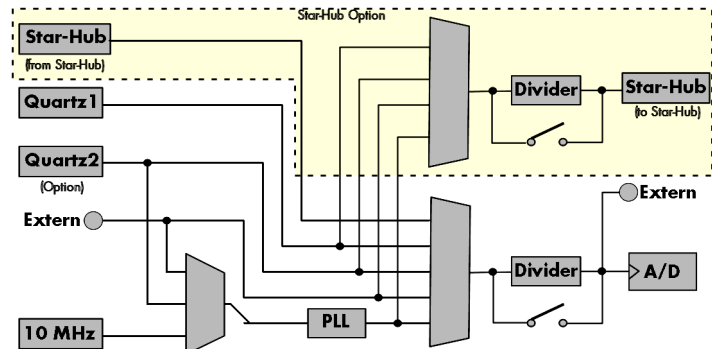 Star-Hub Option
Star-Hub
(from Star-Hub)
Divider
Star-Hub
(to Star-Hub)
Quartz1
Quartz2
(Option)
Extern
Extern
Divider
A/D
PLL
10 MHz